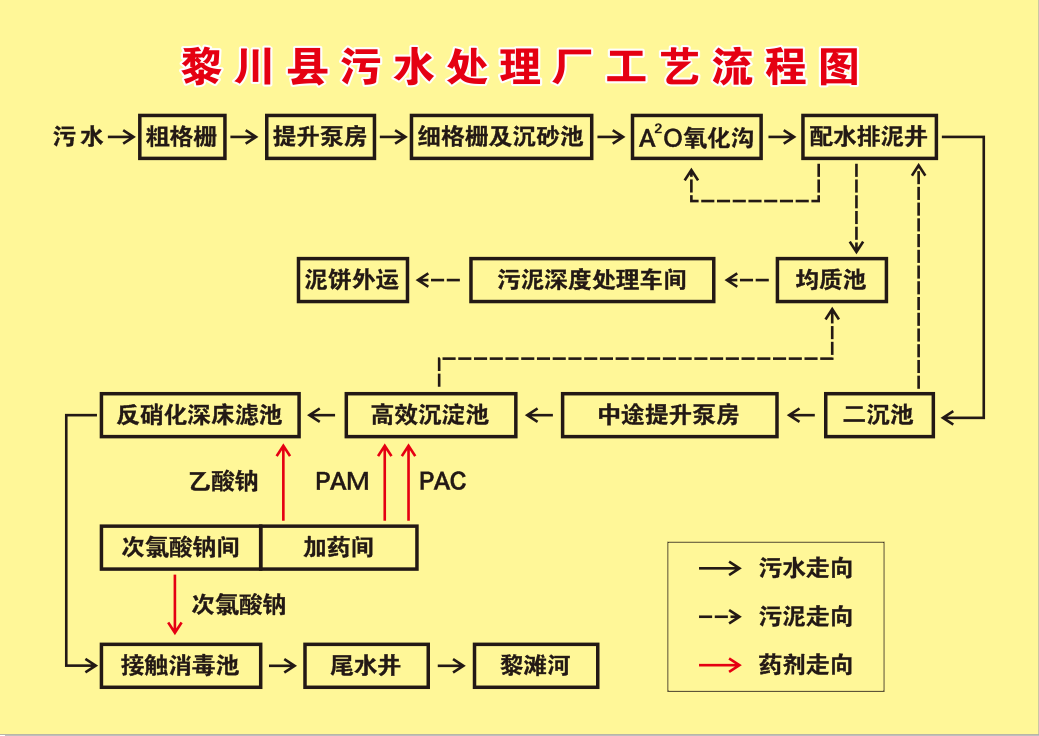 黎川县污水处理厂工艺流程图
污水 粗格栅 提升泵房 细格栅及沉砂池 A²O氧化沟 配水排泥井
泥饼外运 污泥深度处理车间 均质池
反硝化深床滤池 高效沉淀池 中途提升泵房 二沉池
乙酸钠 PAM PAC
次氯酸钠间 加药间
污水走向
次氯酸钠 污泥走向
接触消毒池 尾水井 黎滩河 药剂走向